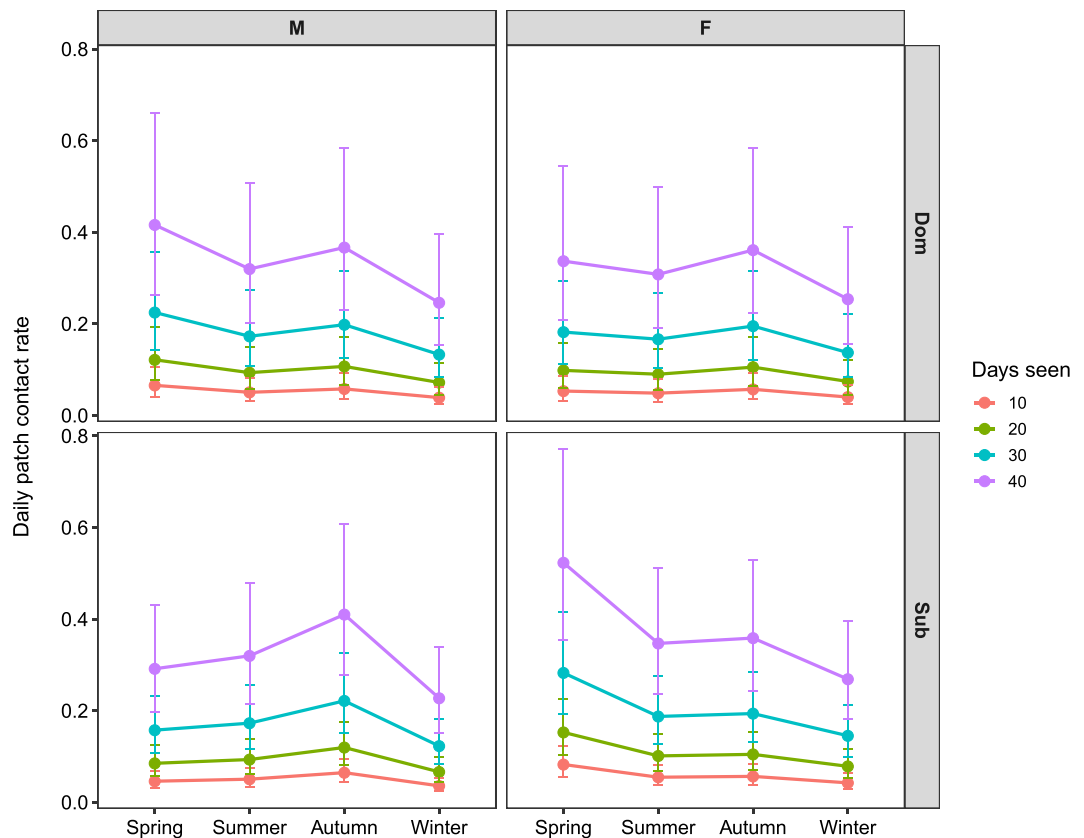 M
F
Dom
Sub
Daily patch contact rate
0.8
0.6
0.4
0.2
0.0
0.8
0.6
0.4
0.2
0.0
Spring
Summer
Autumn
Winter
Spring
Summer
Autumn
Winter
Days seen
10
20
30
40